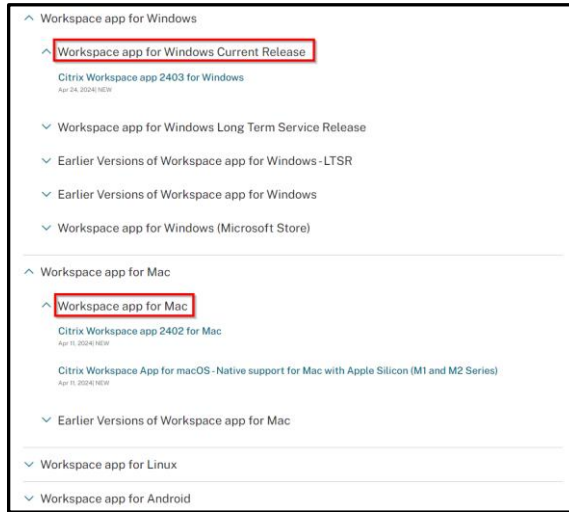 Workspace app for Windows
Workspace app for Windows Current Release
Citrix Workspace app 2403 for Windows
Apr 24, 2024| NEW
Workspace app for Windows Long Term Service Release
Earlier Versions of Workspace app for Windows-LTSR
Earlier Versions of Workspace app for Windows
Workspace app for Windows (Microsoft Store)
Workspace app for Mac
Workspace app for Mac
Citrix Workspace app 2402 for Mac
Apr 11, 2024| NEW
Citrix Workspace App for macOS-Native support for Mac with Apple Silicon (M1 and M2 Series)
Apr 11, 2024| NEW
Earlier Versions of Workspace app for Mac
Workspace app for Linux
Workspace app for Android